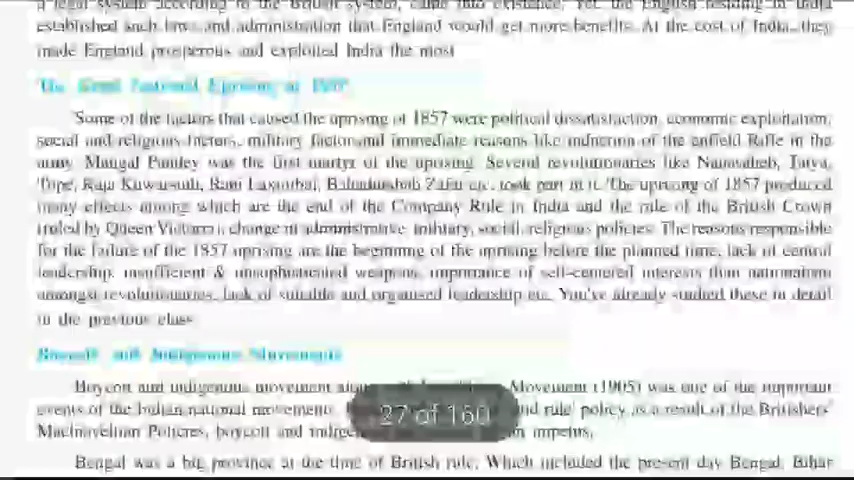 a legal system according to the British system, came into existence. Yet, the English residing in India
established such laws and administration that England would get more benefits. At the cost of India, they
made England prosperous and exploited India the most
The Great National Uprising of 1857
Some of the factors that caused the uprising of 1857 were political dissatisfaction, economic exploitation,
social and religious factors, military factor and immediate reasons like induction of the enfield Rifle in the
army. Mangal Pandey was the first martyr of the uprising. Several revolutionaries like Nanasaheb, Tatya
Tope, Raja Kuwarsinh, Rani Laxmibai, Bahadurshah Zafar etc. took part in it. The uprising of 1857 produced
many effects among which are the end of the Company Rule in India and the rule of the British Crown
(ruled by Queen Victoria), change in administrative, military, social, religious policies. The reasons responsible
for the failure of the 1857 uprising are the beginning of the uprising before the planned time, lack of central
leadership, insufficient & unsophisticated weapons, importance of self-centered interests than nationalism
amongst revolutionaries, lack of suitable and organised leadership etc. You've already studied these in detail
in the previous class
Boycott and Indigenous Movements
Boycott and indigenous movement Movement (1905) was one of the important
events of the Indian national movement. and rule' policy as a result of the Britishers'
Machiavellian Policies, boycott and impetus.
27 of 160
Bengal was a big province at the time of British rule. Which included the present day Bengal, Bihar